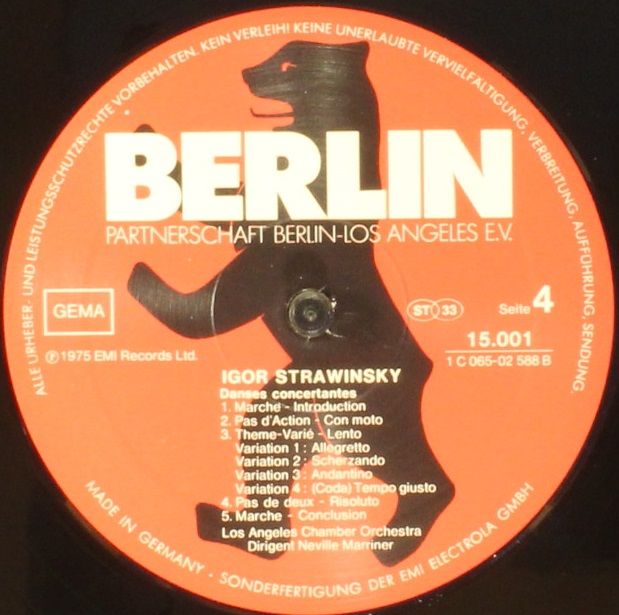 ALLE URHEBER- UND LEISTUNGSSCHUTZRECHTE VORBEHALTEN. KEIN VERLEIH! KEINE UNERLAUBTE VERVIELFÄLTIGUNG, VERBREITUNG, AUFFÜHRUNG, SENDUNG.
BERLIN
PARTNERSCHAFT BERLIN-LOS ANGELES E.V.
GEMA
ST 33
Seite 4
℗ 1975 EMI Records Ltd.
15.001
1 C 065-02 588 B
IGOR STRAWINSKY
Danses concertantes
1. Marche - Introduction
2. Pas d'Action - Con moto
3. Theme-Varié - Lento
Variation 1 : Allegretto
Variation 2 : Scherzando
Variation 3 : Andantino
Variation 4 : (Coda) Tempo giusto
4. Pas de deux - Risoluto
5. Marche - Conclusion
Los Angeles Chamber Orchestra
Dirigent Neville Marriner
MADE IN GERMANY - SONDERFERTIGUNG DER EMI ELECTROLA GMBH